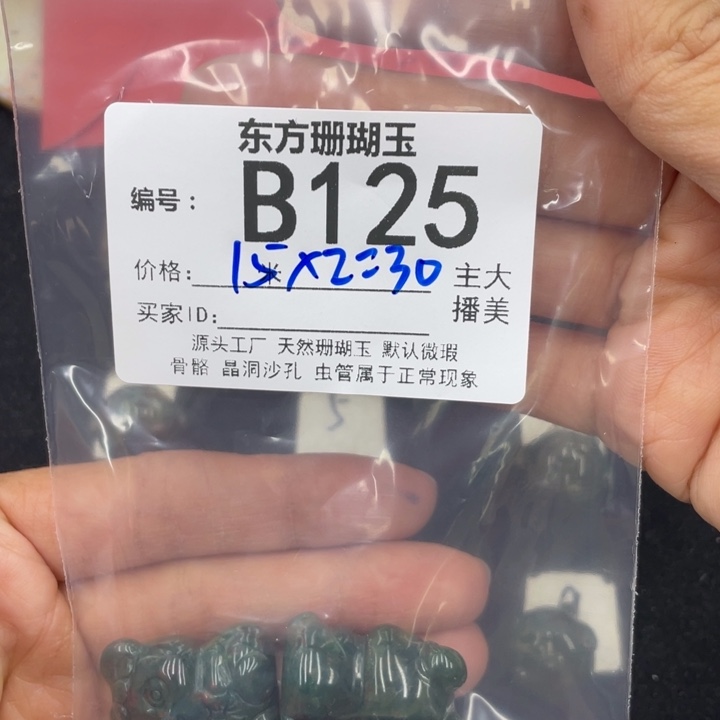 东方珊瑚玉
编号：B125
价格：15×2=30
买家ID：
主大
播美
源头工厂 天然珊瑚玉 默认微瑕
骨骼 晶洞沙孔 虫管属于正常现象